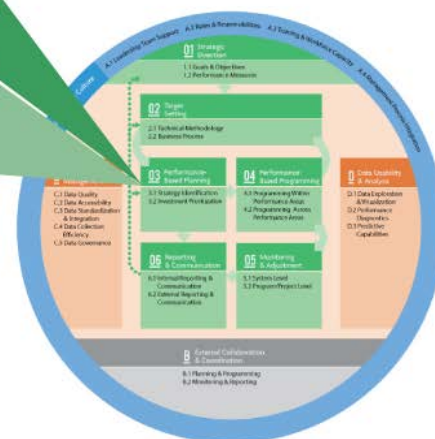 A.1 Leadership Team Support
A.2 Roles & Responsibilities
A.3 Training & Workforce Capacity
A.4 Management Process Integration
Culture
01 Strategic
Direction
1.1 Goals & Objectives
1.2 Performance Measures
02 Target
Setting
2.1 Technical Methodology
2.2 Business Process
03 Performance-
Based Planning
3.1 Strategy Identification
3.2 Investment Prioritization
04 Performance-
Based Programming
4.1 Programming Within
Performance Areas
4.2 Programming Across
Performance Areas
Management
C.1 Data Quality
C.2 Data Accessibility
C.3 Data Standardization
& Integration
C.4 Data Collection
Efficiency
C.5 Data Governance
D Data Usability
& Analysis
D.1 Data Exploration
& Visualization
D.2 Performance
Diagnostics
D.3 Predictive
Capabilities
06 Reporting
& Communication
6.1 Internal Reporting &
Communication
6.2 External Reporting &
Communication
05 Monitoring
& Adjustment
5.1 System Level
5.2 Program/Project Level
B External Collaboration
& Coordination
B.1 Planning & Programming
B.2 Monitoring & Reporting